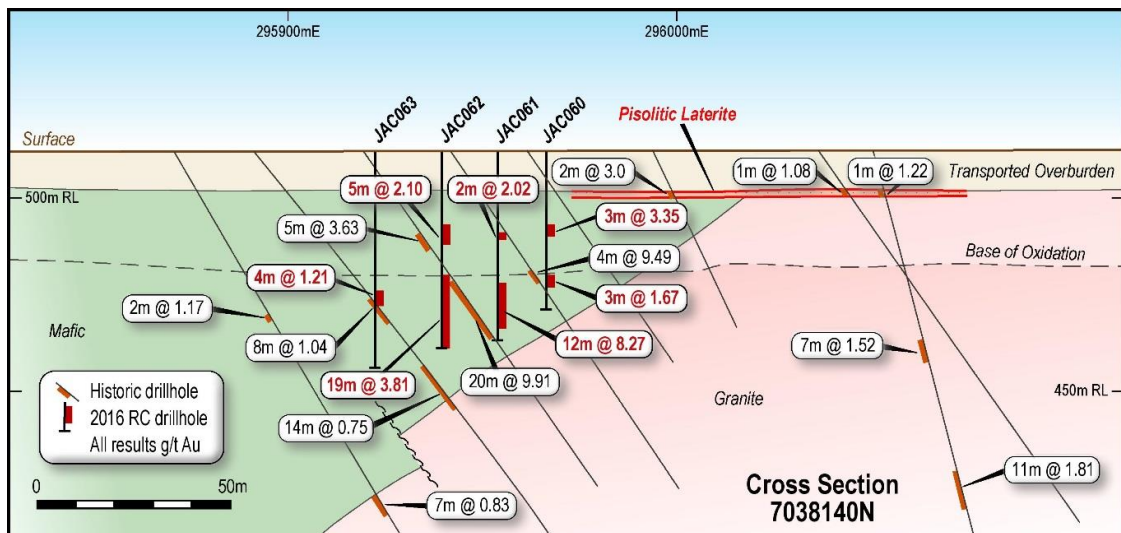 295900mE
296000mE
JAC063
JAC062
JAC061
JAC060
Surface
Pisolitic Laterite
Transported Overburden
500m RL
5m @ 2.10
2m @ 2.02
2m @ 3.0
1m @ 1.08
1m @ 1.22
5m @ 3.63
3m @ 3.35
Base of Oxidation
4m @ 1.21
4m @ 9.49
2m @ 1.17
3m @ 1.67
Mafic
8m @ 1.04
12m @ 8.27
7m @ 1.52
19m @ 3.81
20m @ 9.91
Granite
450m RL
Historic drillhole
2016 RC drillhole
All results g/t Au
14m @ 0.75
11m @ 1.81
0
50m
7m @ 0.83
Cross Section
7038140N